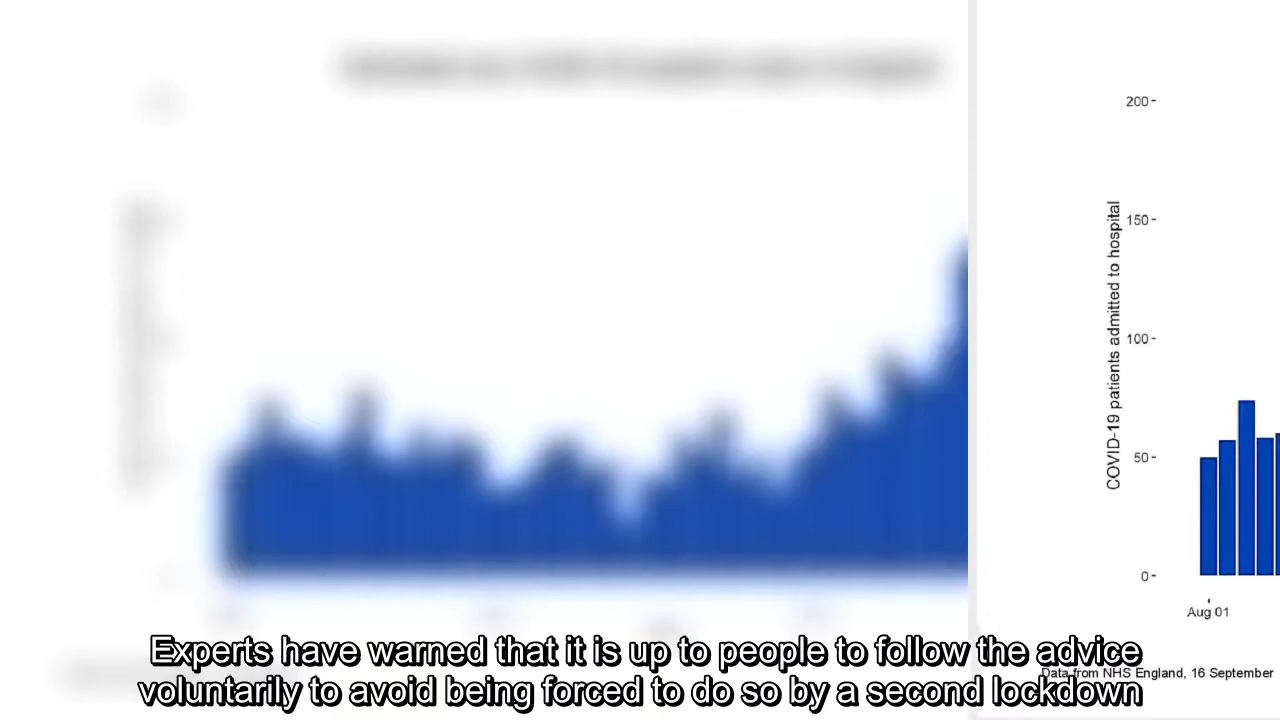 200
150
100
50
0
COVID-19 patients admitted to hospital
Aug 01
Data from NHS England, 16 September
Experts have warned that it is up to people to follow the advice
voluntarily to avoid being forced to do so by a second lockdown